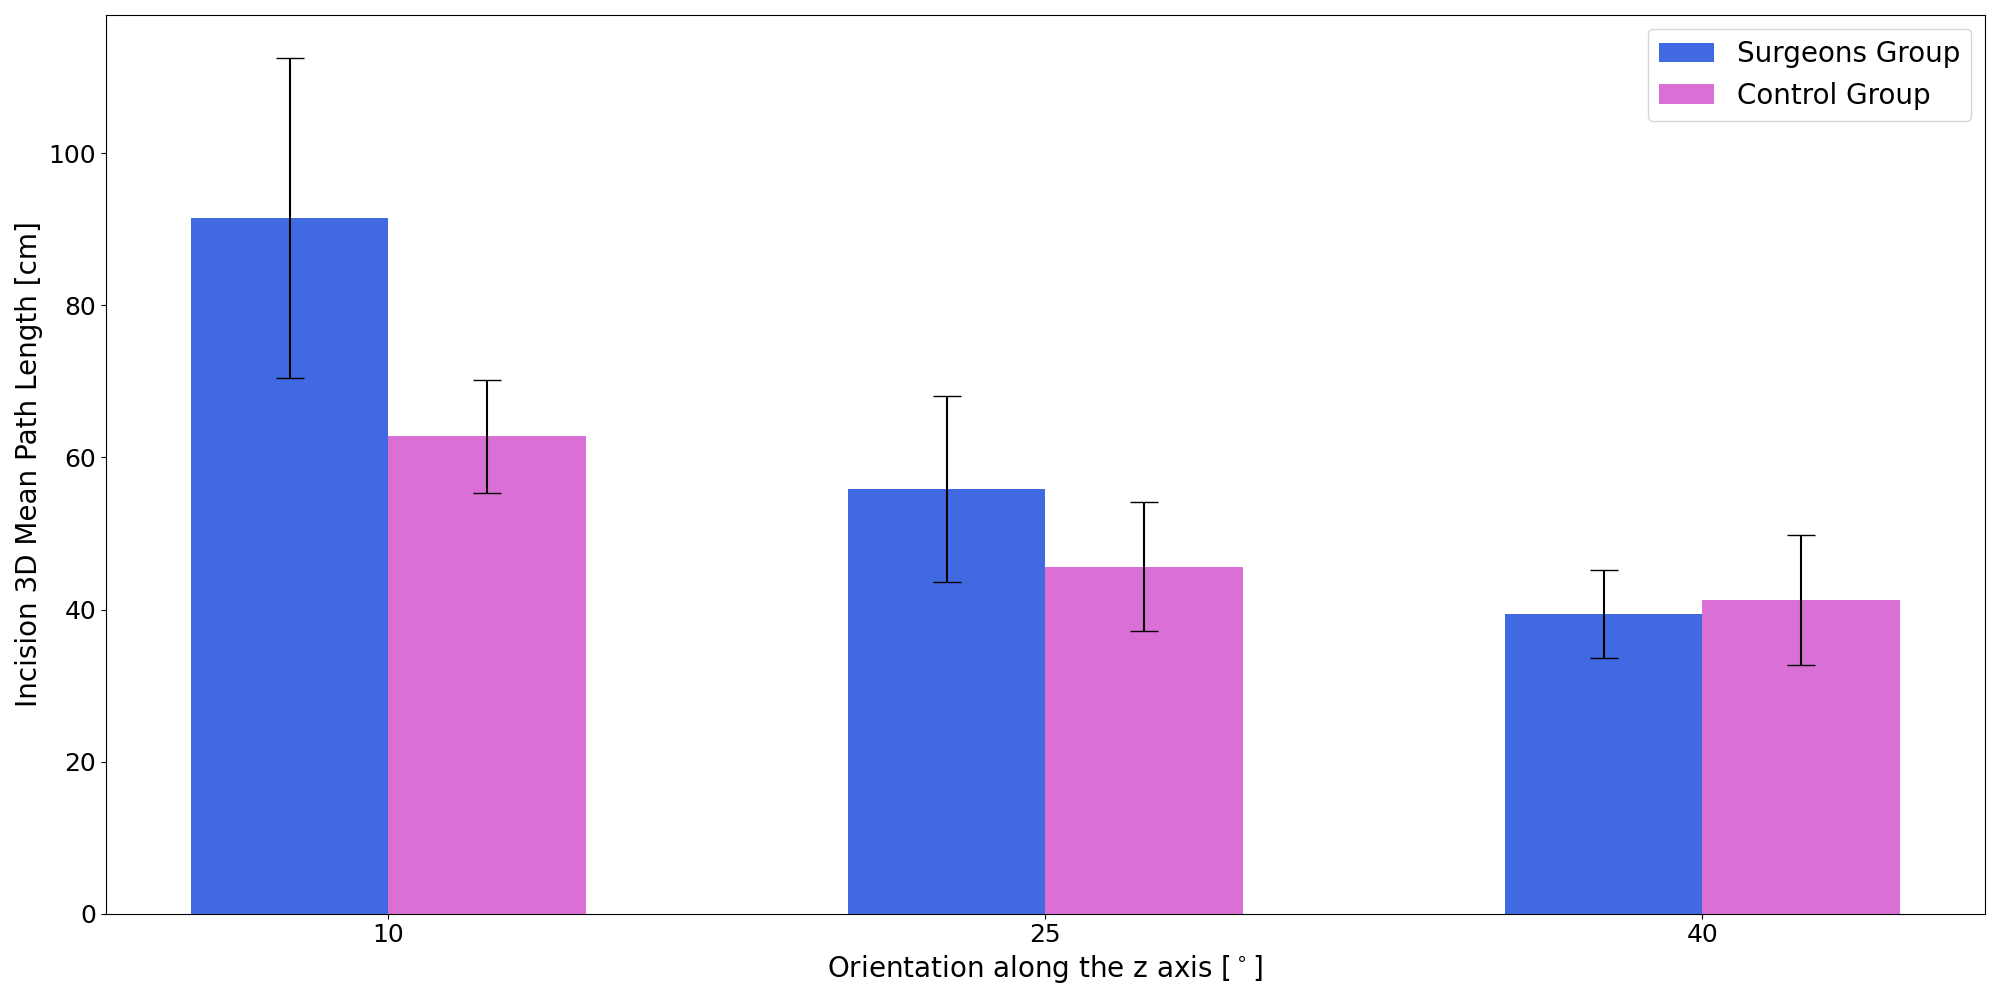 Surgeons Group
Control Group
Incision 3D Mean Path Length [cm]
100
80
60
40
20
0
10
25
40
Orientation along the z axis [°]